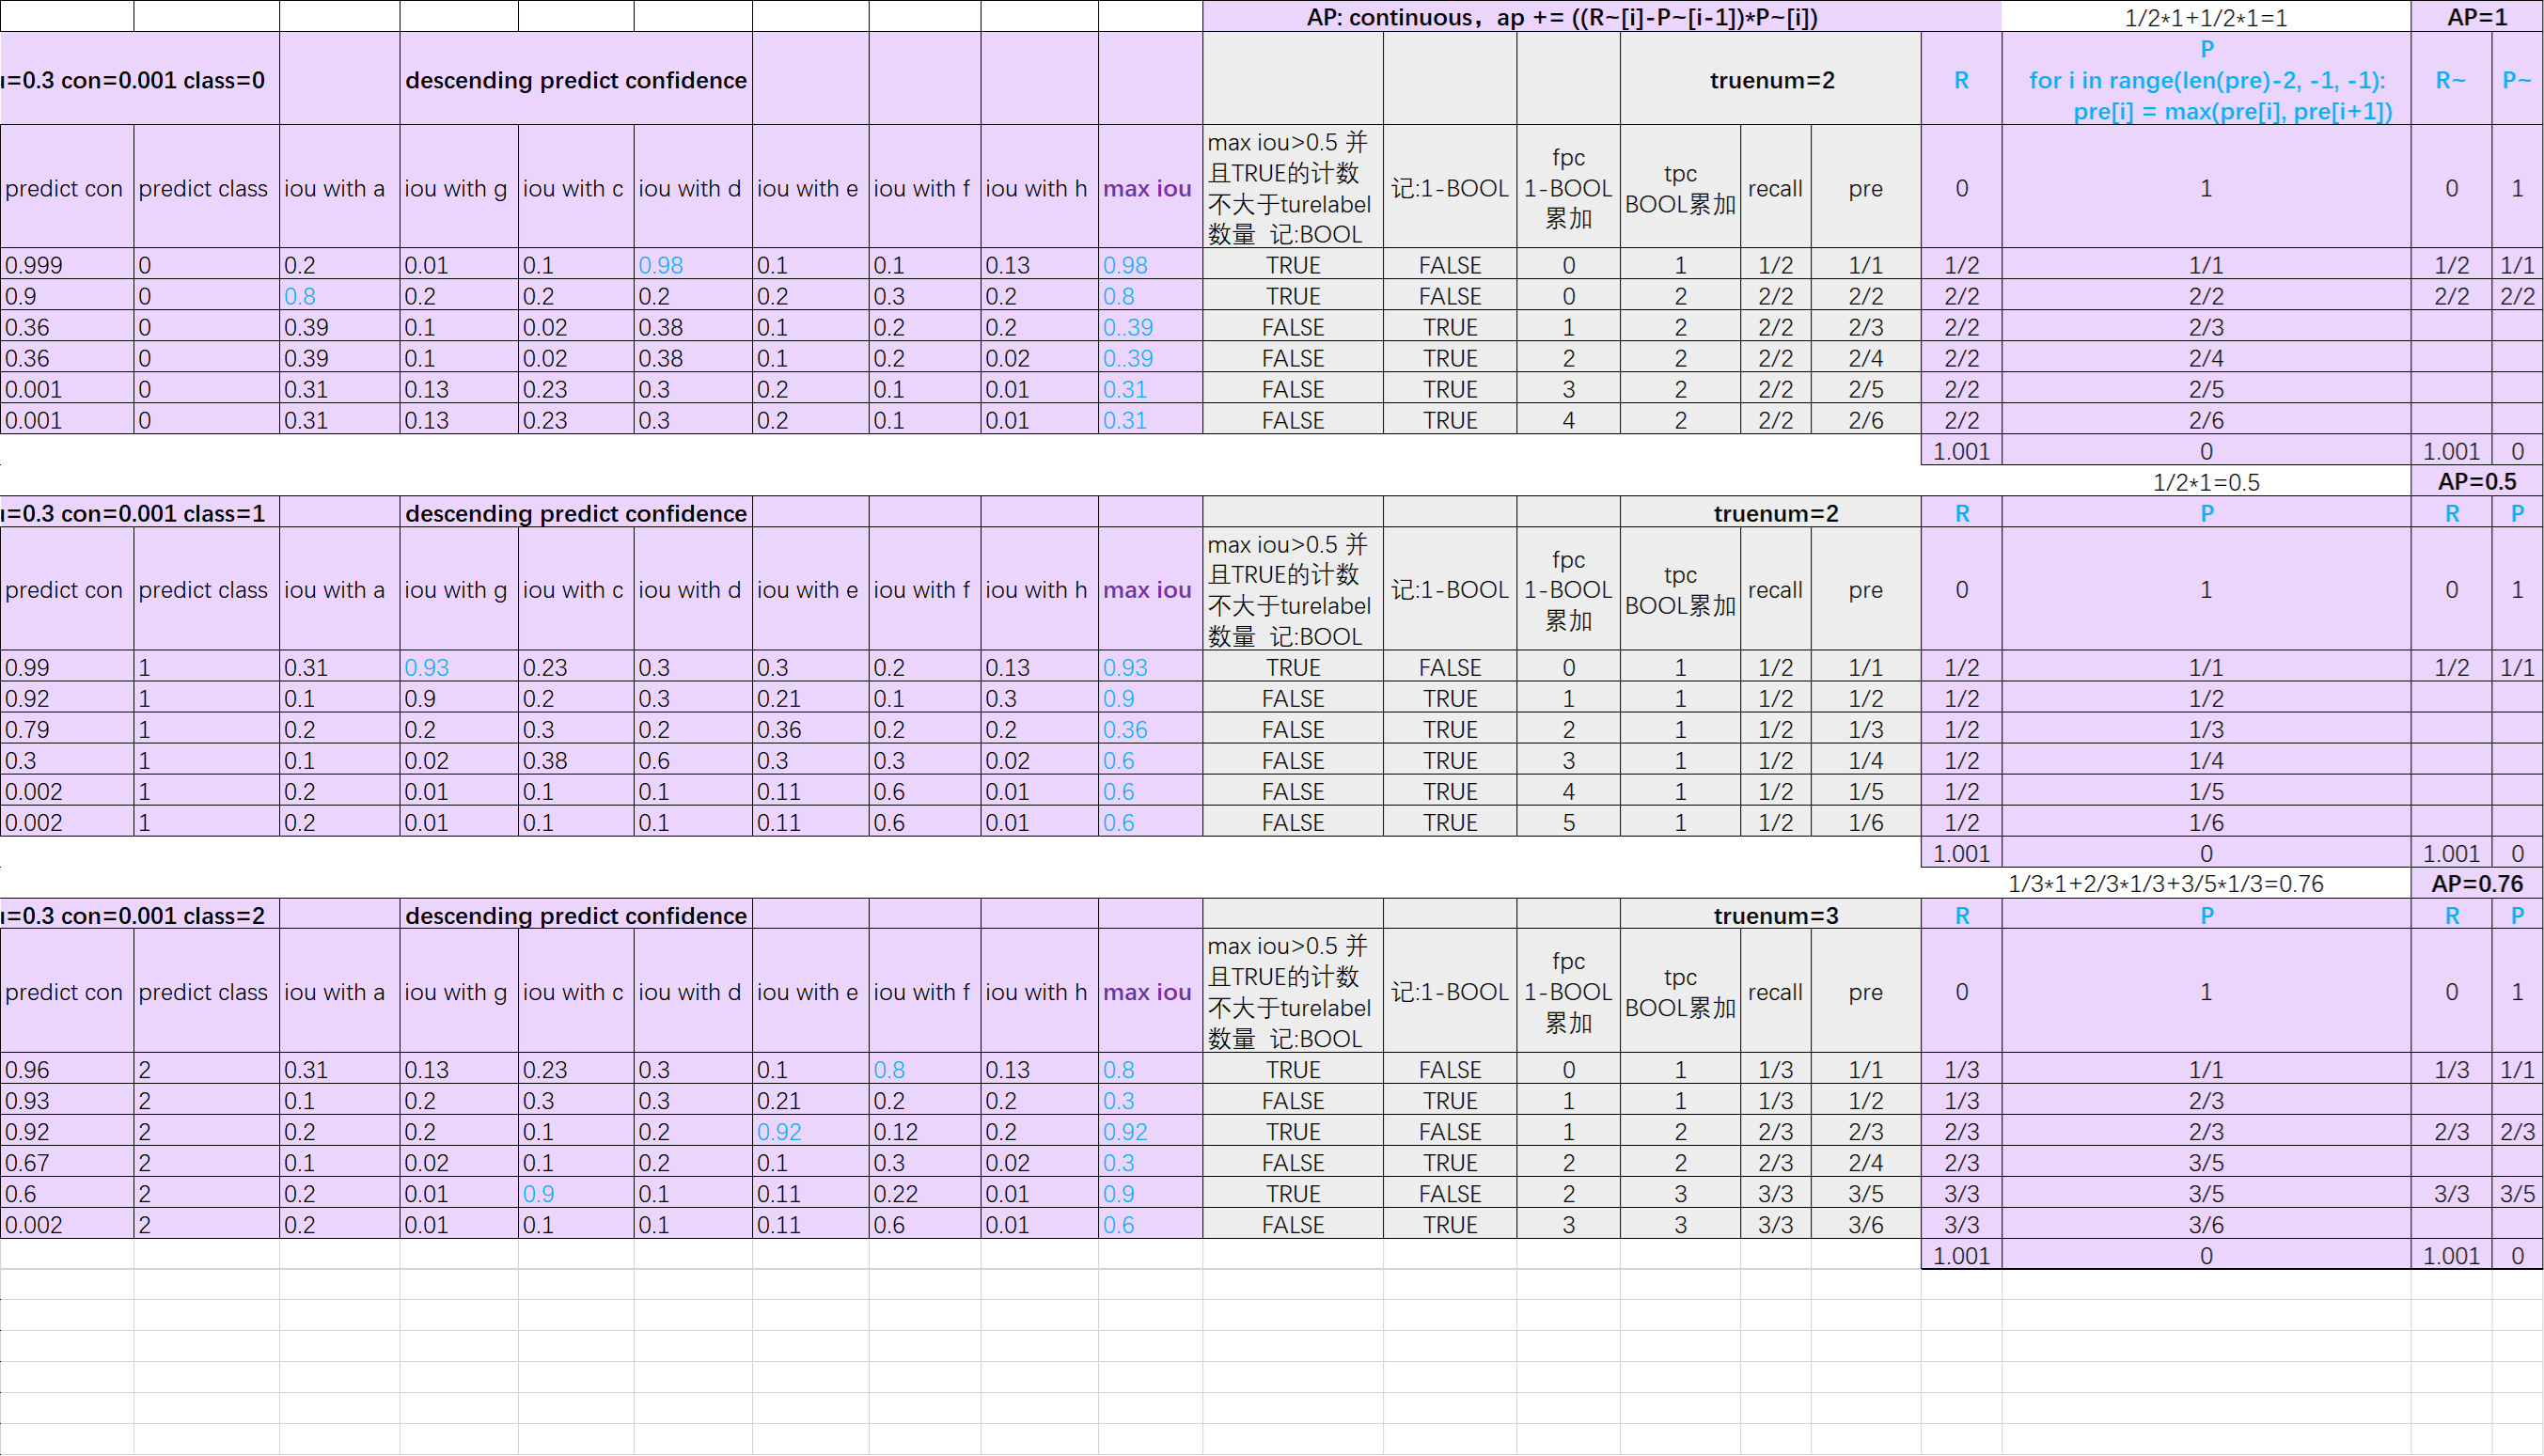 AP: continuous，ap += ((R~[i]-P~[i-1])*P~[i]) 1/2*1+1/2*1=1 AP=1
=0.3 con=0.001 class=0 descending predict confidence truenum=2 R P R~ P~
for i in range(len(pre)-2, -1, -1):
pre[i] = max(pre[i], pre[i+1])
predict con predict class iou with a iou with g iou with c iou with d iou with e iou with f iou with h max iou
max iou>0.5 并
且TRUE的计数
不大于turelabel
数量 记:BOOL
记:1-BOOL
fpc
1-BOOL
累加
tpc
BOOL累加
recall pre 0 1 0 1
0.999 0 0.2 0.01 0.1 0.98 0.1 0.1 0.13 0.98 TRUE FALSE 0 1 1/2 1/1 1/2 1/1 1/2 1/1
0.9 0 0.8 0.2 0.2 0.2 0.2 0.3 0.2 0.8 TRUE FALSE 0 2 2/2 2/2 2/2 2/2 2/2 2/2
0.36 0 0.39 0.1 0.02 0.38 0.1 0.2 0.2 0..39 FALSE TRUE 1 2 2/2 2/3 2/2 2/3
0.36 0 0.39 0.1 0.02 0.38 0.1 0.2 0.02 0..39 FALSE TRUE 2 2 2/2 2/4 2/2 2/4
0.001 0 0.31 0.13 0.23 0.3 0.2 0.1 0.01 0.31 FALSE TRUE 3 2 2/2 2/5 2/2 2/5
0.001 0 0.31 0.13 0.23 0.3 0.2 0.1 0.01 0.31 FALSE TRUE 4 2 2/2 2/6 2/2 2/6
1.001 0 1.001 0
1/2*1=0.5 AP=0.5
=0.3 con=0.001 class=1 descending predict confidence truenum=2 R P R P
predict con predict class iou with a iou with g iou with c iou with d iou with e iou with f iou with h max iou
max iou>0.5 并
且TRUE的计数
不大于turelabel
数量 记:BOOL
记:1-BOOL
fpc
1-BOOL
累加
tpc
BOOL累加
recall pre 0 1 0 1
0.99 1 0.31 0.93 0.23 0.3 0.3 0.2 0.13 0.93 TRUE FALSE 0 1 1/2 1/1 1/2 1/1 1/2 1/1
0.92 1 0.1 0.9 0.2 0.3 0.21 0.1 0.3 0.9 FALSE TRUE 1 1 1/2 1/2 1/2 1/2
0.79 1 0.2 0.2 0.3 0.2 0.36 0.2 0.2 0.36 FALSE TRUE 2 1 1/2 1/3 1/2 1/3
0.3 1 0.1 0.02 0.38 0.6 0.3 0.3 0.02 0.6 FALSE TRUE 3 1 1/2 1/4 1/2 1/4
0.002 1 0.2 0.01 0.1 0.1 0.11 0.6 0.01 0.6 FALSE TRUE 4 1 1/2 1/5 1/2 1/5
0.002 1 0.2 0.01 0.1 0.1 0.11 0.6 0.01 0.6 FALSE TRUE 5 1 1/2 1/6 1/2 1/6
1.001 0 1.001 0
1/3*1+2/3*1/3+3/5*1/3=0.76 AP=0.76
=0.3 con=0.001 class=2 descending predict confidence truenum=3 R P R P
predict con predict class iou with a iou with g iou with c iou with d iou with e iou with f iou with h max iou
max iou>0.5 并
且TRUE的计数
不大于turelabel
数量 记:BOOL
记:1-BOOL
fpc
1-BOOL
累加
tpc
BOOL累加
recall pre 0 1 0 1
0.96 2 0.31 0.13 0.23 0.3 0.1 0.8 0.13 0.8 TRUE FALSE 0 1 1/3 1/1 1/3 1/1 1/3 1/1
0.93 2 0.1 0.2 0.3 0.3 0.21 0.2 0.2 0.3 FALSE TRUE 1 1 1/3 1/2 1/3 2/3
0.92 2 0.2 0.2 0.1 0.2 0.92 0.12 0.2 0.92 TRUE FALSE 1 2 2/3 2/3 2/3 2/3 2/3 2/3
0.67 2 0.1 0.02 0.1 0.2 0.1 0.3 0.02 0.3 FALSE TRUE 2 2 2/3 2/4 2/3 3/5
0.6 2 0.2 0.01 0.9 0.1 0.11 0.22 0.01 0.9 TRUE FALSE 2 3 3/3 3/5 3/3 3/5 3/3 3/5
0.002 2 0.2 0.01 0.1 0.1 0.11 0.6 0.01 0.6 FALSE TRUE 3 3 3/3 3/6 3/3 3/6
1.001 0 1.001 0